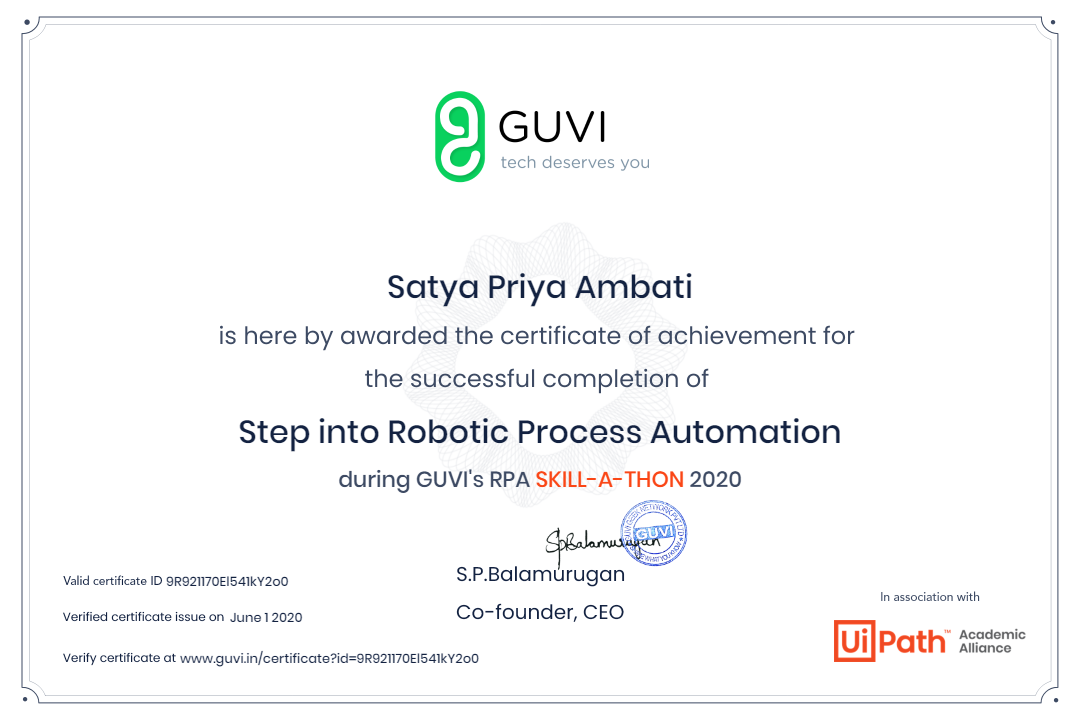 GUVI
tech deserves you
Satya Priya Ambati
is here by awarded the certificate of achievement for
the successful completion of
Step into Robotic Process Automation
during GUVI's RPA SKILL-A-THON 2020
SpBalamurugan
GUVI
S.P.Balamurugan
Co-founder, CEO
Valid certificate ID 9R921170El541kY2o0
Verified certificate issue on June 1 2020
Verify certificate at www.guvi.in/certificate?id=9R921170El541kY2o0
In association with
UiPath™ Academic
Alliance